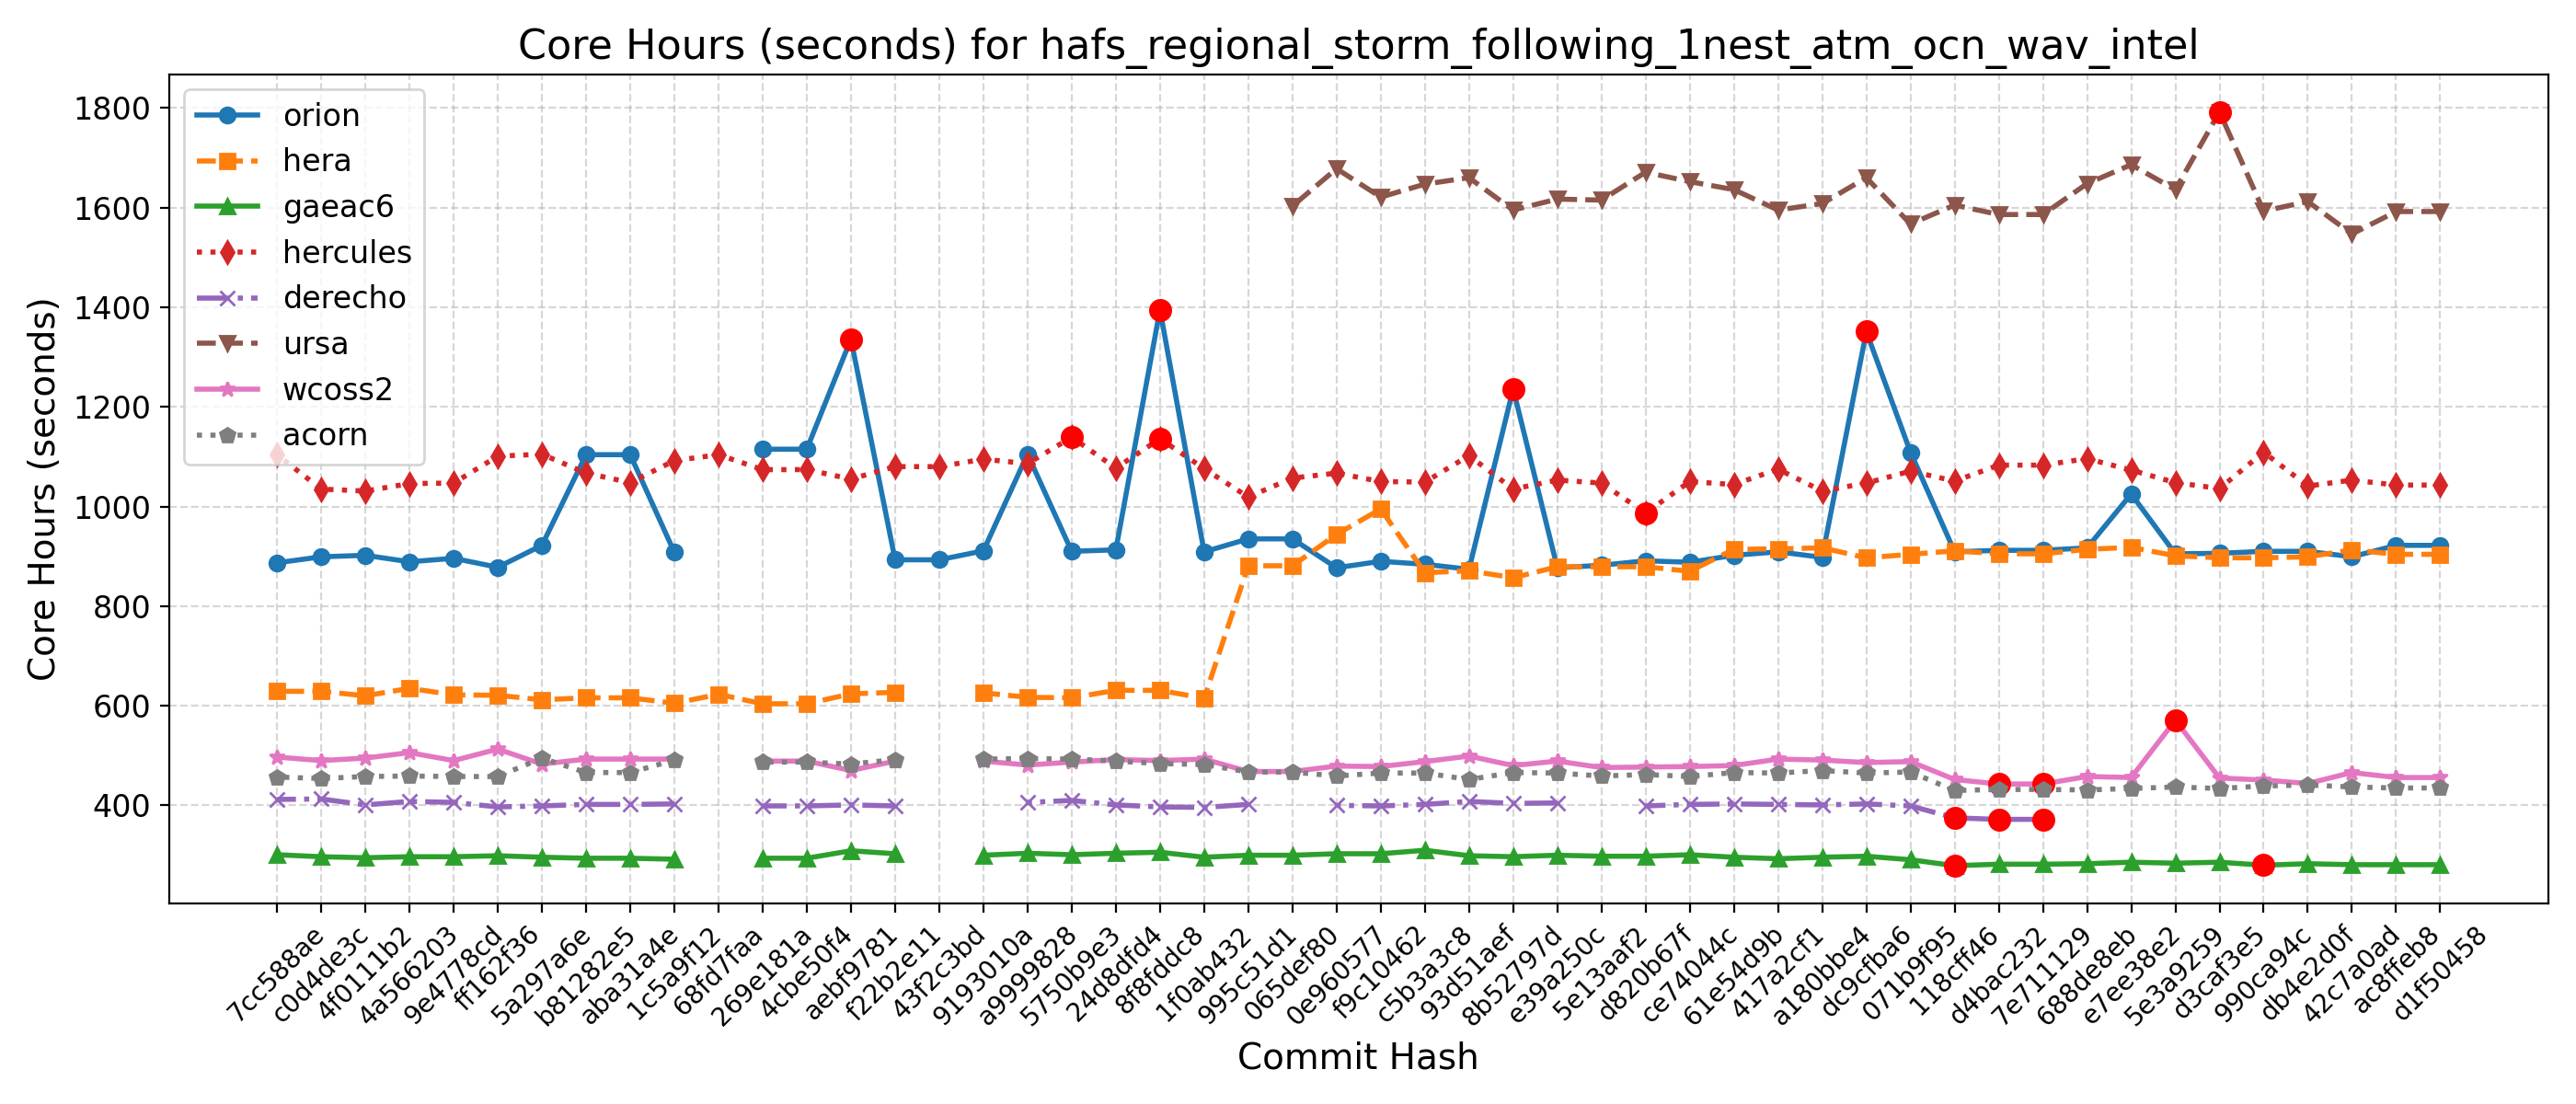 Core Hours (seconds) for hafs_regional_storm_following_1nest_atm_ocn_wav_intel
Core Hours (seconds)
1800
1600
1400
1200
1000
800
600
400
orion
hera
gaeac6
hercules
derecho
ursa
wcoss2
acorn
7cc588ae
c0d4de3c
4f0111b2
4a566203
9e4778cd
ff162f36
5a297a6e
b81282e5
aba31a4e
1c5a9f12
68fd7faa
269e181a
4cbe50f4
aebf9781
f22b2e11
43f2c3bd
9193010a
a9999828
5750b9e3
24d8dfd4
8f8fddc8
1f0ab432
995c51d1
065def80
0e960577
f9c10462
c5b3a3c8
93d51aef
8b52797d
e39a250c
5e13aaf2
d820b67f
ce74044c
61e54d9b
417a2cf1
a180bbe4
dc9cfba6
071b9f95
118cff46
d4bac232
7e711129
688de8eb
e7ee38e2
5e3a9259
d3caf3e5
990ca94c
db4e2d0f
42c7a0ad
ac8ffeb8
d1f50458
Commit Hash